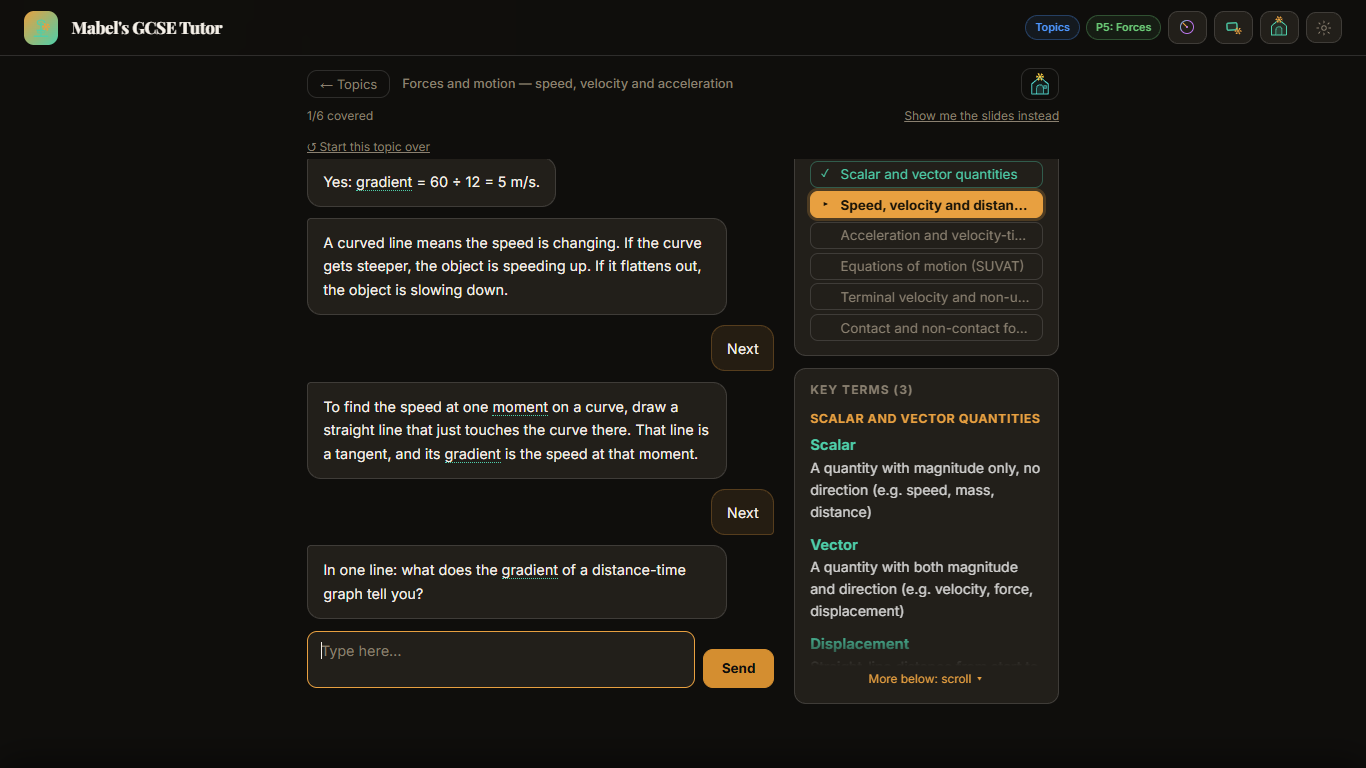 Mabel's GCSE Tutor
Topics
P5: Forces
← Topics
Forces and motion — speed, velocity and acceleration
1/6 covered
Show me the slides instead
↺ Start this topic over
Yes: gradient = 60 ÷ 12 = 5 m/s.
A curved line means the speed is changing. If the curve
gets steeper, the object is speeding up. If it flattens out,
the object is slowing down.
Next
To find the speed at one moment on a curve, draw a
straight line that just touches the curve there. That line is
a tangent, and its gradient is the speed at that moment.
Next
In one line: what does the gradient of a distance-time
graph tell you?
Type here...
Send
✓ Scalar and vector quantities
▸ Speed, velocity and distan...
Acceleration and velocity-ti...
Equations of motion (SUVAT)
Terminal velocity and non-u...
Contact and non-contact fo...
KEY TERMS (3)
SCALAR AND VECTOR QUANTITIES
Scalar
A quantity with magnitude only, no
direction (e.g. speed, mass,
distance)
Vector
A quantity with both magnitude
and direction (e.g. velocity, force,
displacement)
Displacement
More below: scroll ▾